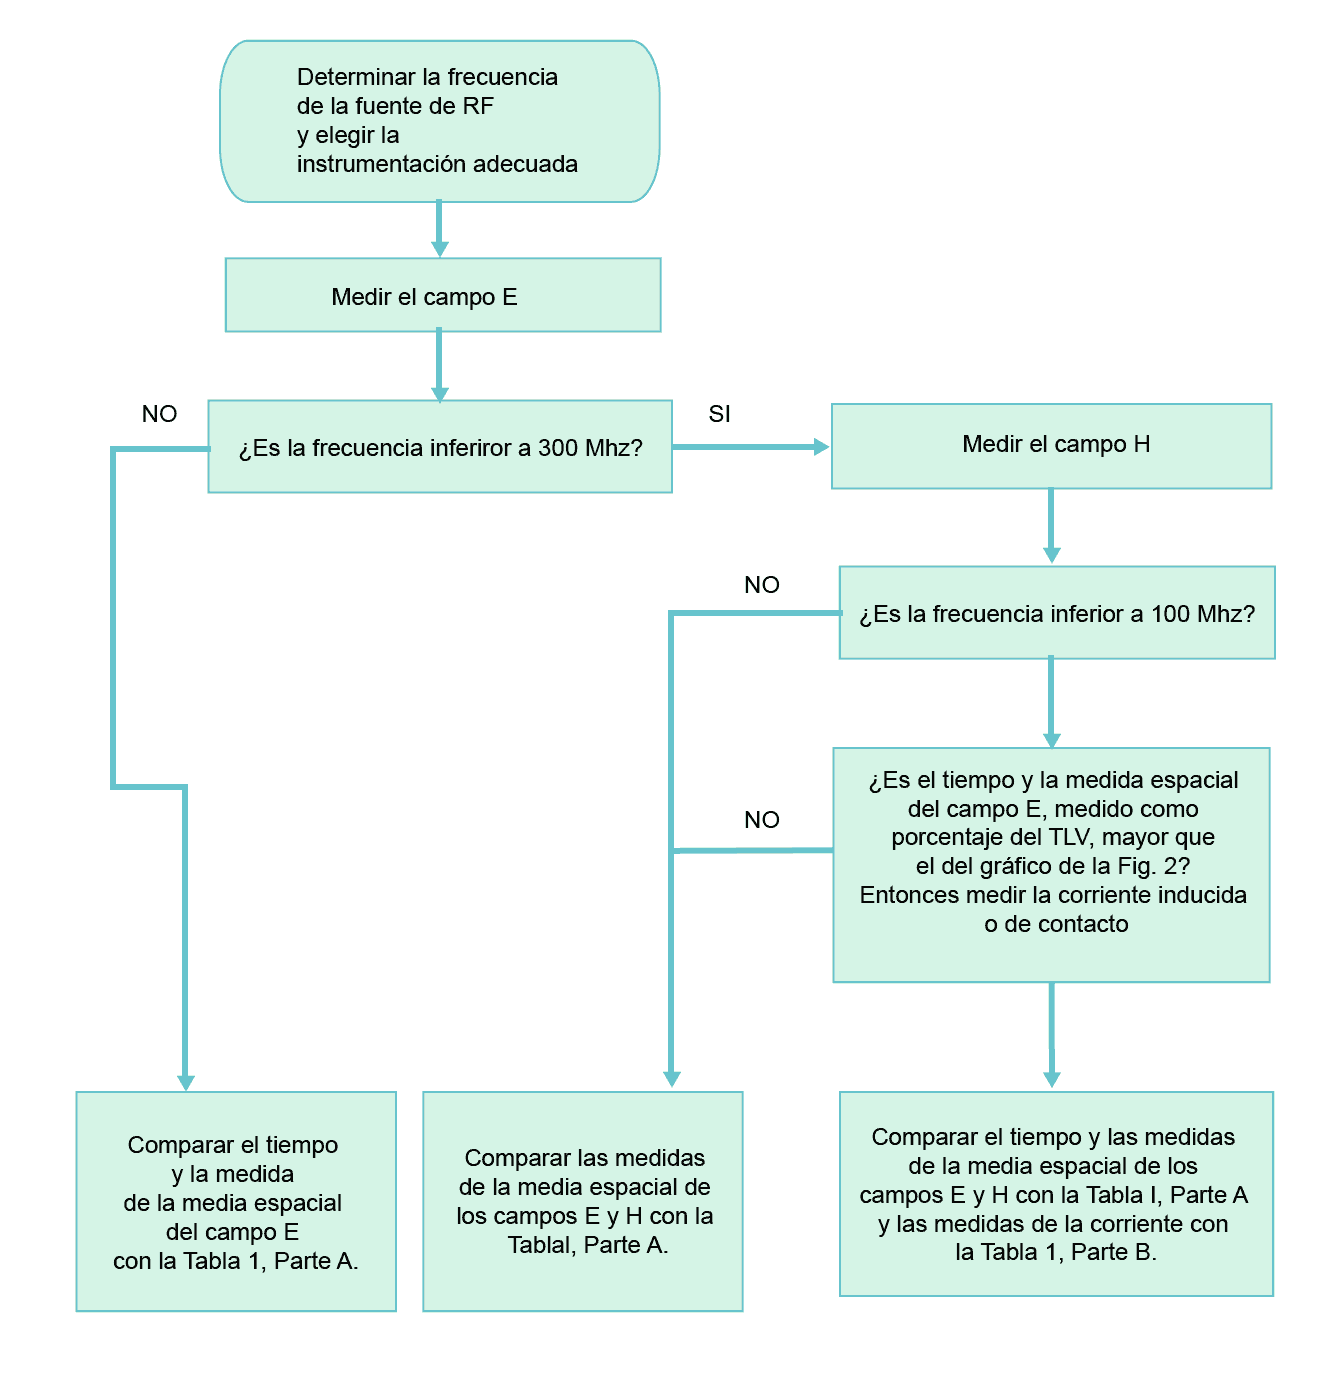 Determinar la frecuencia
de la fuente de RF
y elegir la
instrumentación adecuada
Medir el campo E
NO
¿Es la frecuencia inferiror a 300 Mhz?
SI
Medir el campo H
NO
¿Es la frecuencia inferior a 100 Mhz?
¿Es el tiempo y la medida espacial
del campo E, medido como
porcentaje del TLV, mayor que
el del gráfico de la Fig. 2?
Entonces medir la corriente inducida
o de contacto
NO
Comparar el tiempo
y la medida
de la media espacial
del campo E
con la Tabla 1, Parte A.
Comparar las medidas
de la media espacial de
los campos E y H con la
Tablal, Parte A.
Comparar el tiempo y las medidas
de la media espacial de los
campos E y H con la Tabla I, Parte A
y las medidas de la corriente con
la Tabla 1, Parte B.